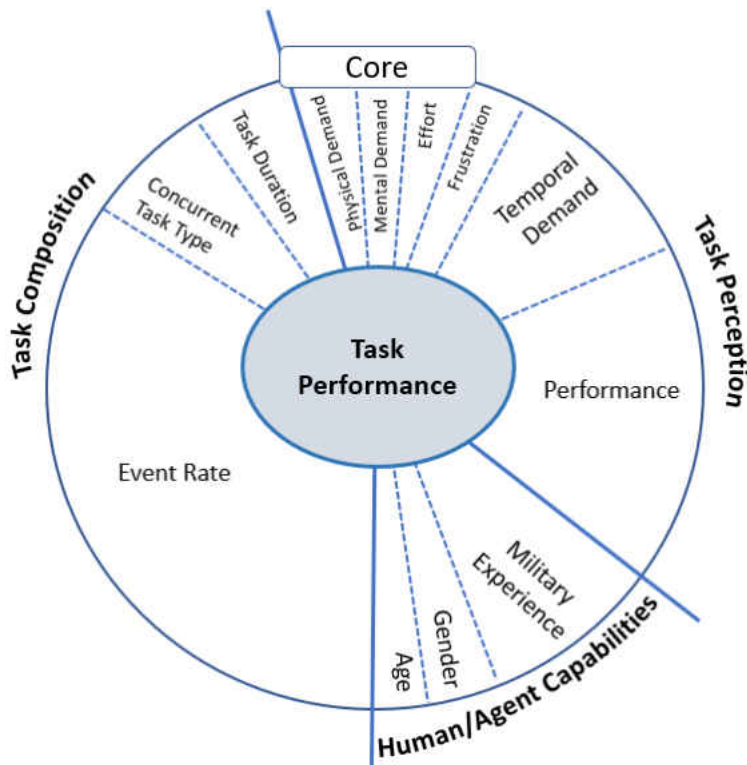 Core
Task Duration
Physical Demand
Mental Demand
Effort
Frustration
Concurrent
Task Type
Temporal
Demand
Task Composition
Task Perception
Task
Performance
Performance
Event Rate
Military
Experience
Gender
Age
Human/Agent Capabilities